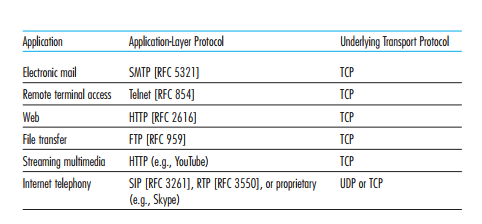 Application Application-Layer Protocol Underlying Transport Protocol
Electronic mail SMTP [RFC 5321] TCP
Remote terminal access Telnet [RFC 854] TCP
Web HTTP [RFC 2616] TCP
File transfer FTP [RFC 959] TCP
Streaming multimedia HTTP (e.g., YouTube) TCP
Internet telephony SIP [RFC 3261], RTP [RFC 3550], or proprietary UDP or TCP
(e.g., Skype)